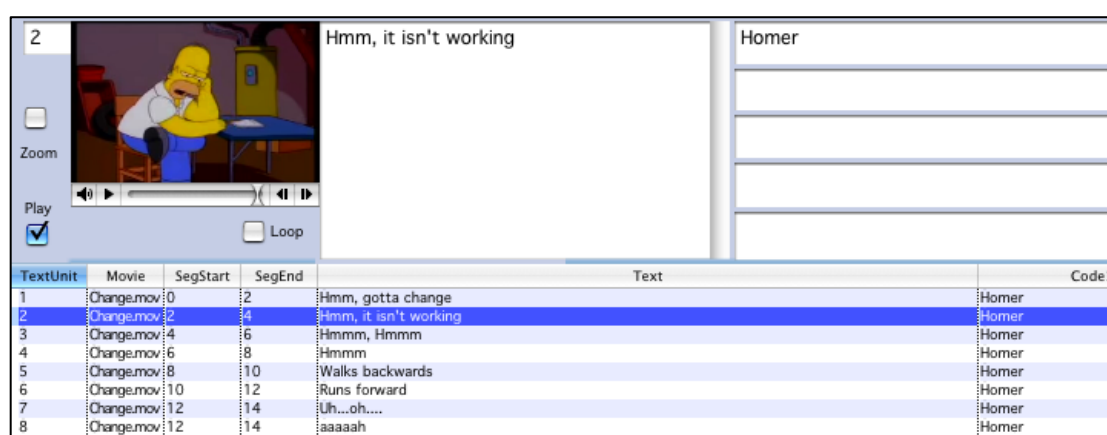 2
Hmm, it isn't working
Homer
Zoom
Play
Loop
TextUnit Movie SegStart SegEnd Text Code
1 Change.mov 0 2 Hmm, gotta change Homer
2 Change.mov 2 4 Hmm, it isn't working Homer
3 Change.mov 4 6 Hmmm, Hmmm Homer
4 Change.mov 6 8 Hmmm Homer
5 Change.mov 8 10 Walks backwards Homer
6 Change.mov 10 12 Runs forward Homer
7 Change.mov 12 14 Uh...oh.... Homer
8 Change.mov 12 14 aaaaah Homer